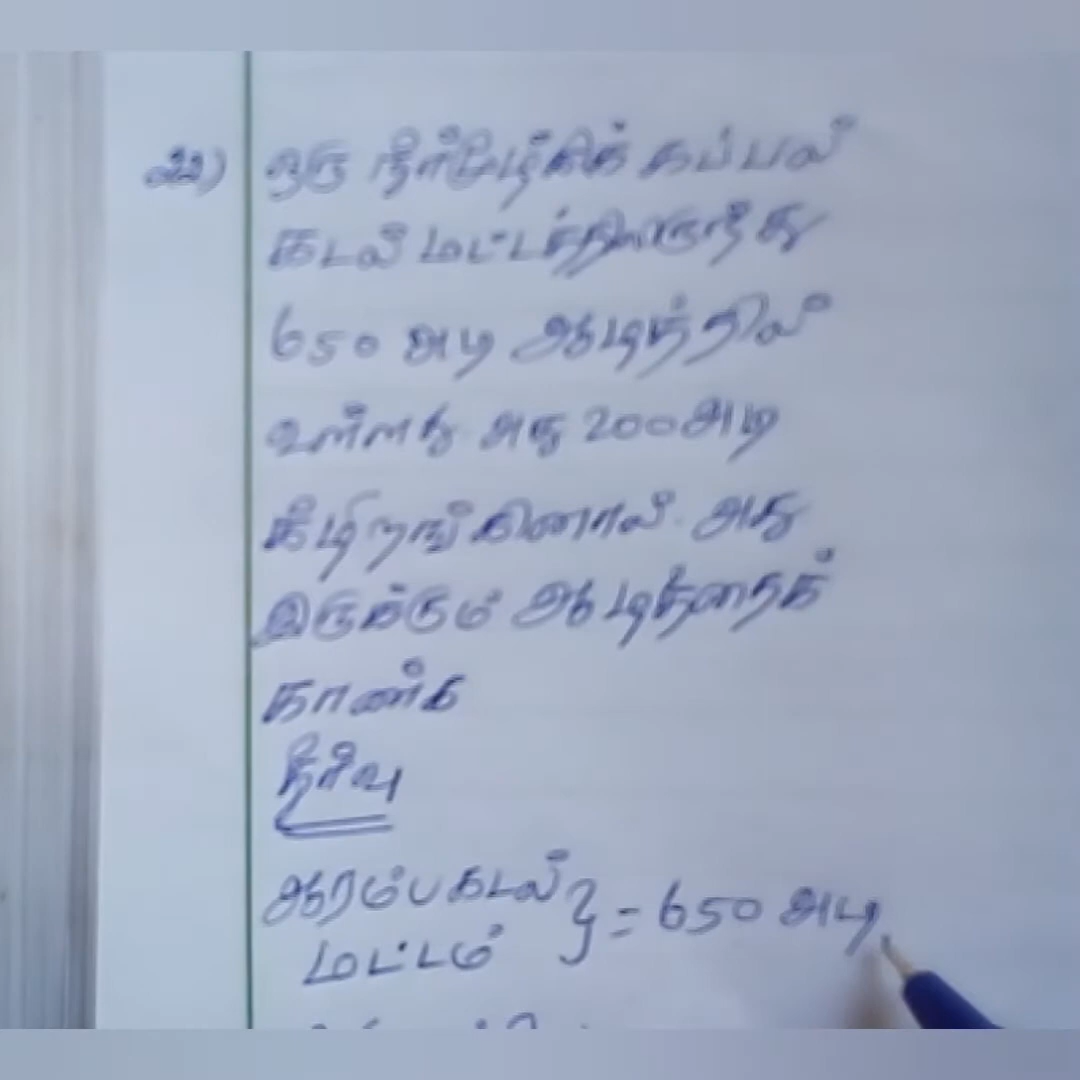 22) ஒரு நீர்மூழ்கிக் கப்பல்
கடல் மட்டத்திலிருந்து
650 அடி ஆழத்தில்
உள்ளது அது 200 அடி
கீழிறங்கினால் அது
இருக்கும் ஆழத்தைக்
காண்க
தீர்வு
ஆரம்ப கடல்
மட்டம் } = 650 அடி